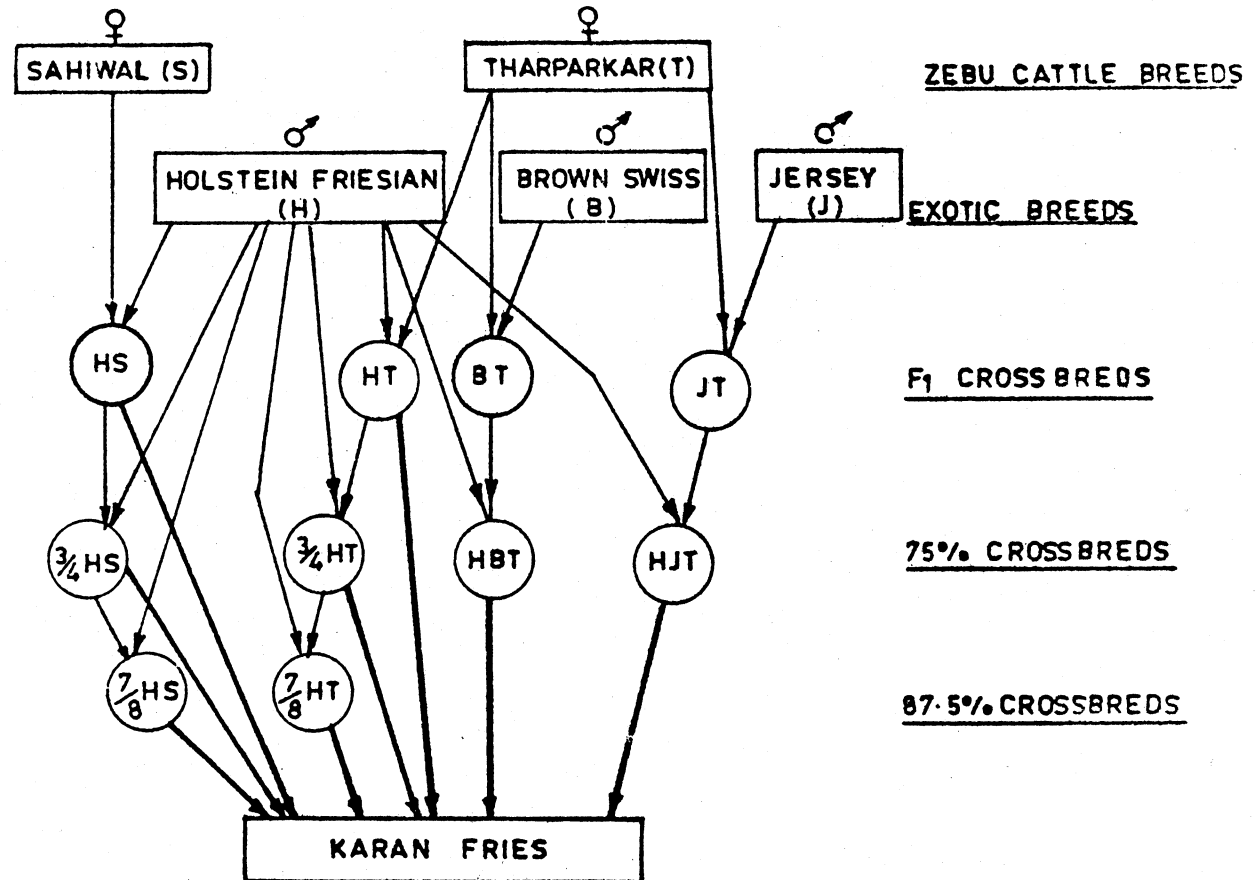 ♀ ♀
SAHIWAL (S)
THARPARKAR(T)
ZEBU CATTLE BREEDS
♂ ♂ ♂
HOLSTEIN FRIESIAN
(H)
BROWN SWISS
(B)
JERSEY
(J)
EXOTIC BREEDS
HS
HT
BT
JT
F1 CROSSBREDS
3/4 HS
3/4 HT
HBT
HJT
75% CROSSBREDS
7/8 HS
7/8 HT
87.5% CROSSBREDS
KARAN FRIES